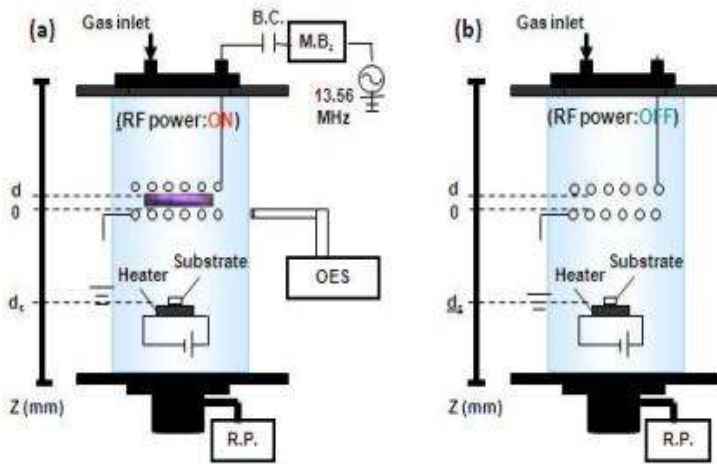 (a)
Gas inlet
B.C.
M.B.
13.56
MHz
(RF power:ON)
d
0
OES
Substrate
Heater
Z (mm)
R.P.
(b)
Gas inlet
(RF power:OFF)
d
0
Substrate
Heater
Z (mm)
R.P.